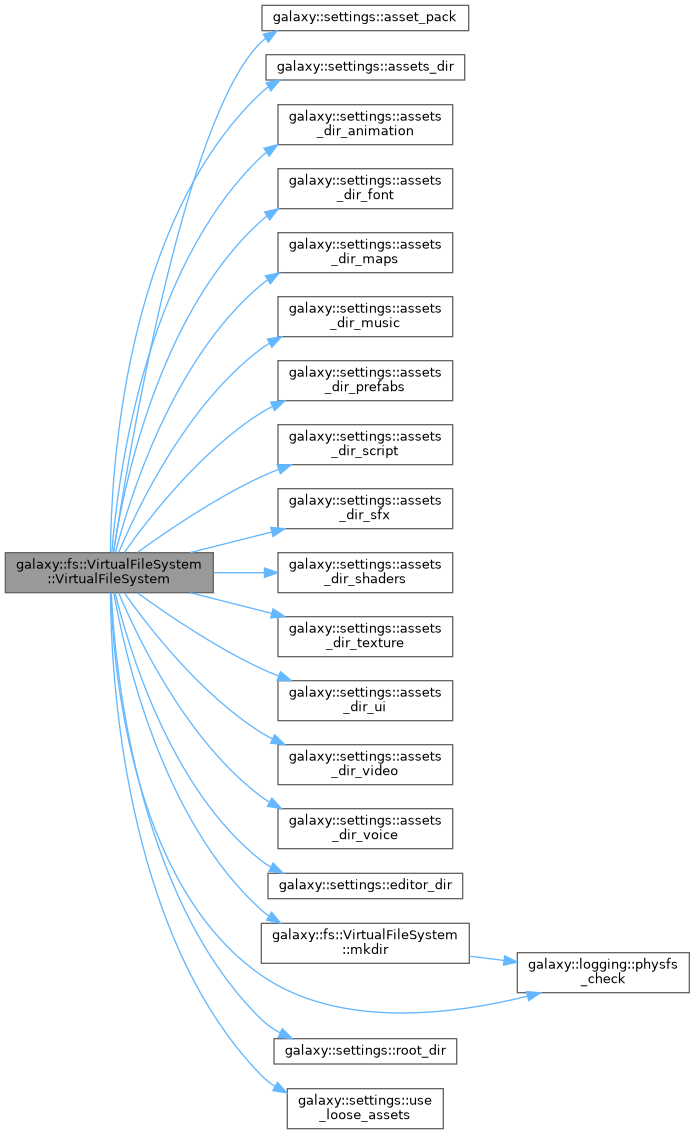 galaxy::settings::asset_pack
galaxy::settings::assets_dir
galaxy::settings::assets
_dir_animation
galaxy::settings::assets
_dir_font
galaxy::settings::assets
_dir_maps
galaxy::settings::assets
_dir_music
galaxy::settings::assets
_dir_prefabs
galaxy::settings::assets
_dir_script
galaxy::settings::assets
_dir_sfx
galaxy::fs::VirtualFileSystem
::VirtualFileSystem
galaxy::settings::assets
_dir_shaders
galaxy::settings::assets
_dir_texture
galaxy::settings::assets
_dir_ui
galaxy::settings::assets
_dir_video
galaxy::settings::assets
_dir_voice
galaxy::settings::editor_dir
galaxy::fs::VirtualFileSystem
::mkdir
galaxy::logging::physfs
_check
galaxy::settings::root_dir
galaxy::settings::use
_loose_assets